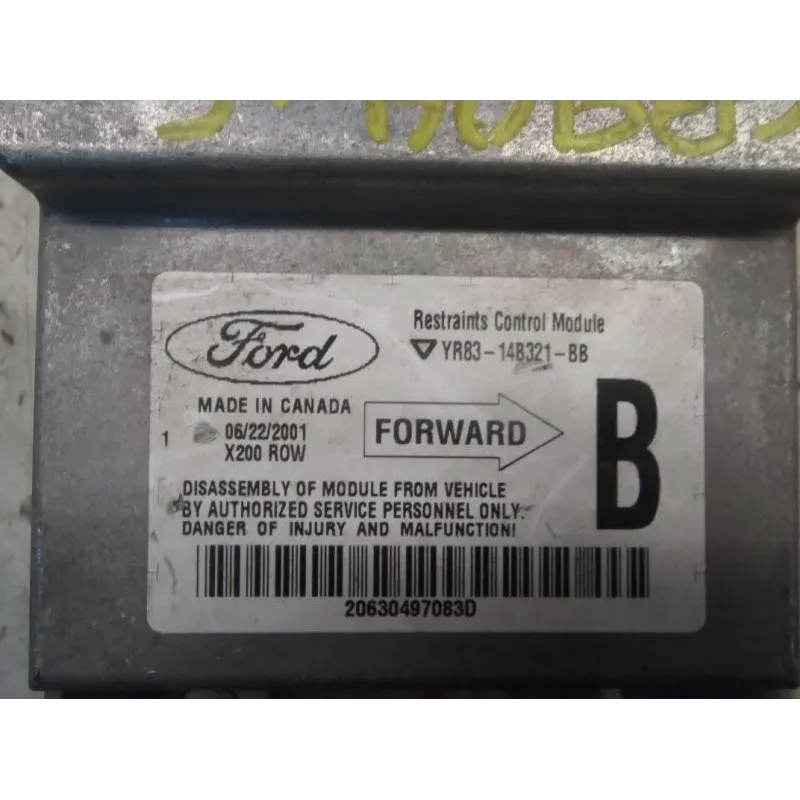 Ford
Restraints Control Module
YR83-14B321-BB
MADE IN CANADA
1
06/22/2001
X200 ROW
FORWARD
B
DISASSEMBLY OF MODULE FROM VEHICLE
BY AUTHORIZED SERVICE PERSONNEL ONLY.
DANGER OF INJURY AND MALFUNCTION!
20630497083D